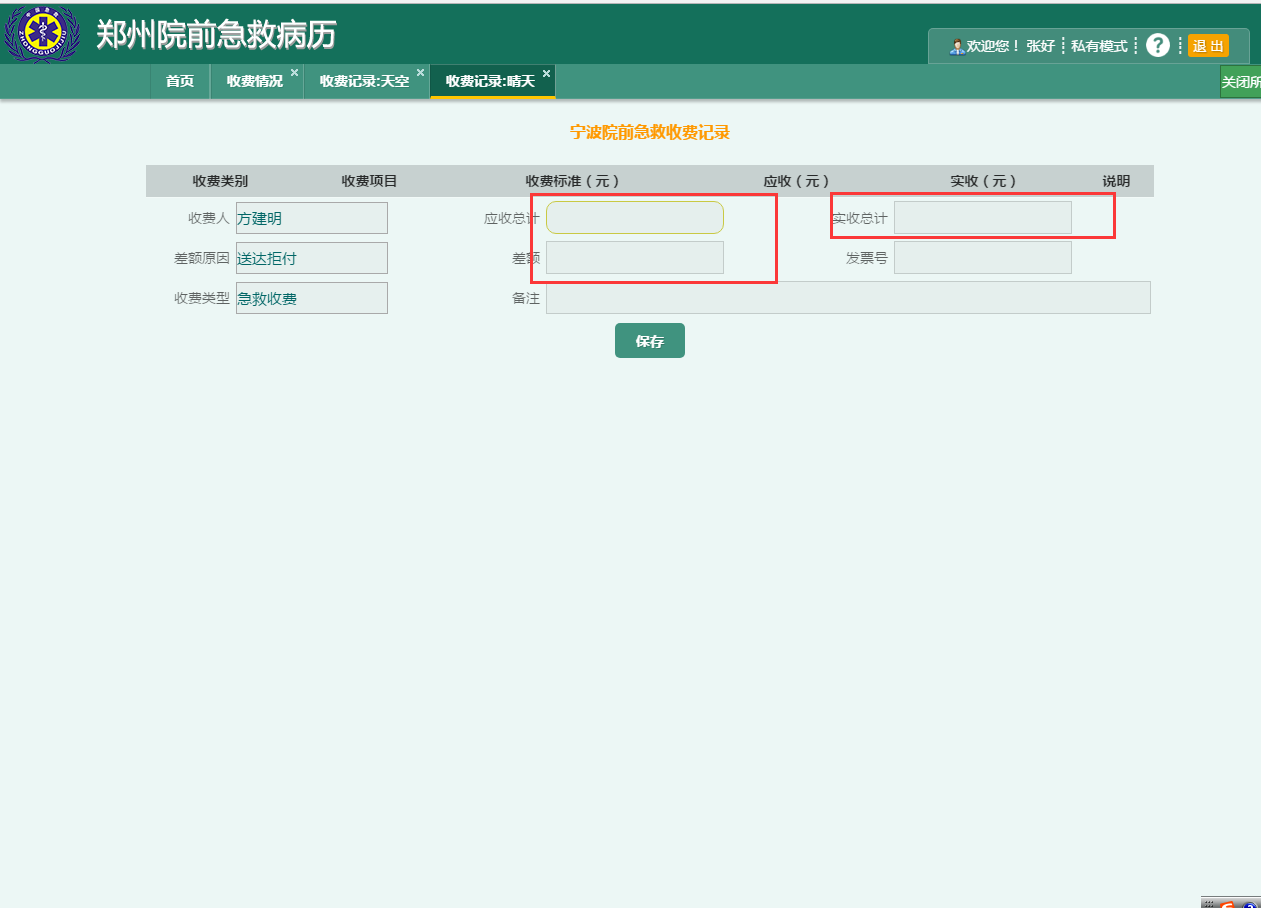 郑州院前急救病历
欢迎您！ 张好 私有模式 ? 退 出
首页 收费情况 × 收费记录:天空 × 收费记录:晴天 × 关闭所
宁波院前急救收费记录
收费类别 收费项目 收费标准（元） 应收（元） 实收（元） 说明
收费人 方建明 应收总计 实收总计
差额原因 送达拒付 差额 发票号
收费类型 急救收费 备注
保存